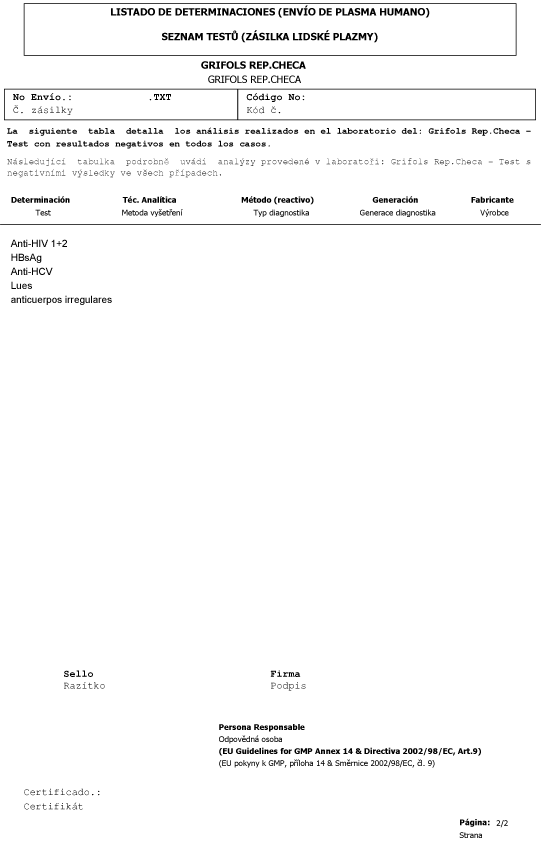 LISTADO DE DETERMINACIONES (ENVÍO DE PLASMA HUMANO)
SEZNAM TESTŮ (ZÁSILKA LIDSKÉ PLAZMY)
GRIFOLS REP.CHECA
GRIFOLS REP.CHECA
No Envío.: .TXT Código No:
Č. zásilky Kód č.
La siguiente tabla detalla los análisis realizados en el laboratorio del: Grifols Rep.Checa -
Test con resultados negativos en todos los casos.
Následující tabulka podrobně uvádí analýzy provedené v laboratoři: Grifols Rep.Checa - Test s
negativními výsledky ve všech případech.
Determinación Téc. Analítica Método (reactivo) Generación Fabricante
Test Metoda vyšetření Typ diagnostika Generace diagnostika Výrobce
Anti-HIV 1+2
HBsAg
Anti-HCV
Lues
anticuerpos irregulares
Sello Firma
Razítko Podpis
Persona Responsable
Odpovědná osoba
(EU Guidelines for GMP Annex 14 & Directiva 2002/98/EC, Art.9)
(EU pokyny k GMP, příloha 14 & Směrnice 2002/98/EC, čl. 9)
Certificado.:
Certifikát
Página: 2/2
Strana